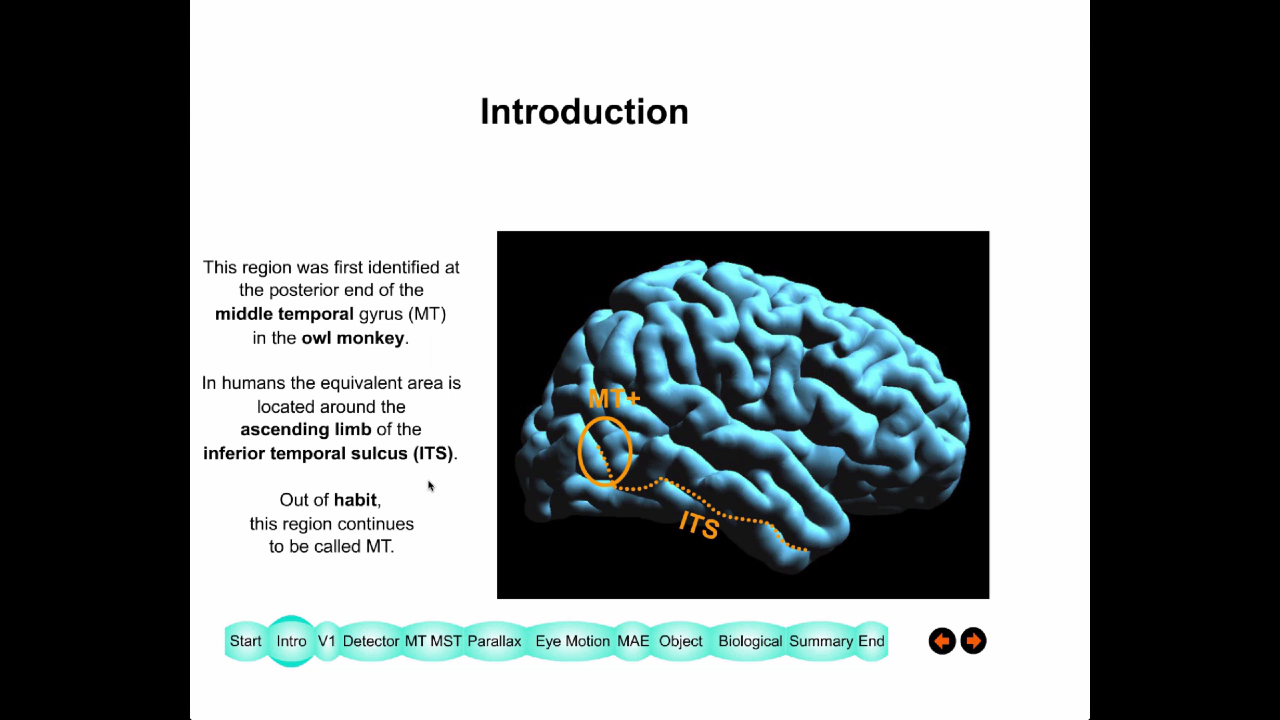 Introduction
This region was first identified at
the posterior end of the
middle temporal gyrus (MT)
in the owl monkey.
In humans the equivalent area is
located around the
ascending limb of the
inferior temporal sulcus (ITS).
Out of habit,
this region continues
to be called MT.
MT+
ITS
Start Intro V1 Detector MT MST Parallax Eye Motion MAE Object Biological Summary End